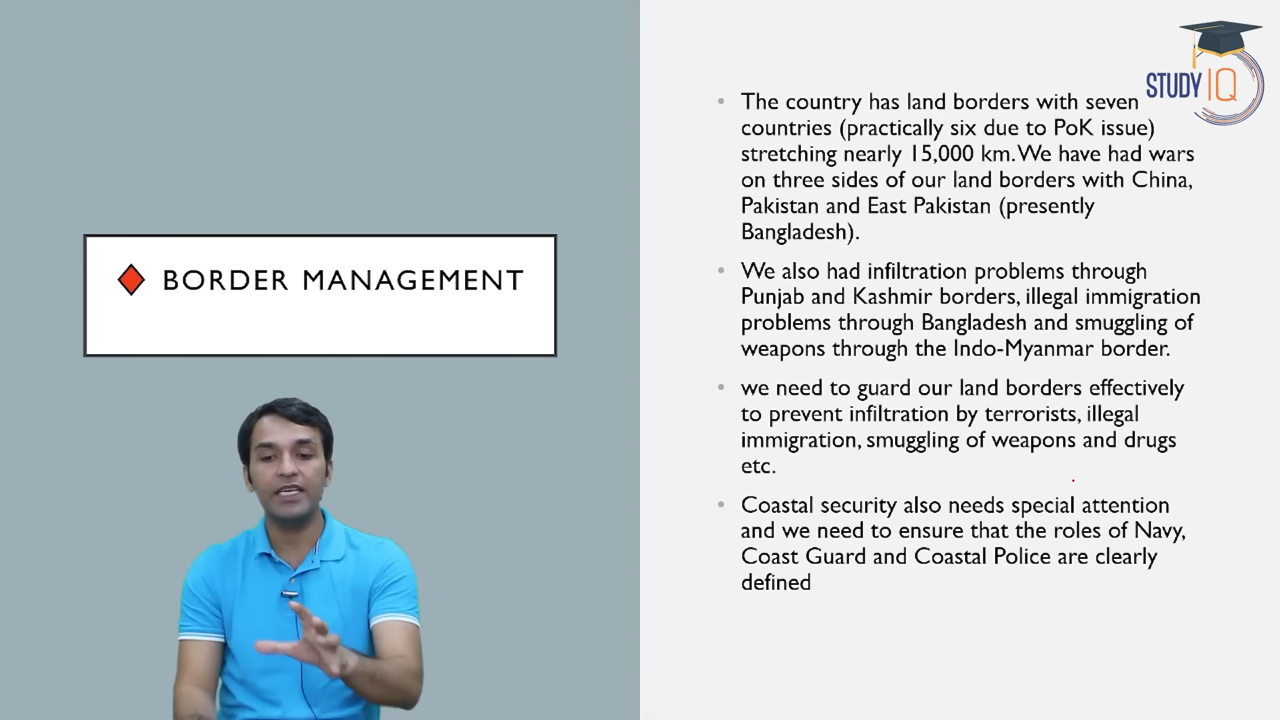 STUDY IQ
BORDER MANAGEMENT
The country has land borders with seven
countries (practically six due to PoK issue)
stretching nearly 15,000 km. We have had wars
on three sides of our land borders with China,
Pakistan and East Pakistan (presently
Bangladesh).
We also had infiltration problems through
Punjab and Kashmir borders, illegal immigration
problems through Bangladesh and smuggling of
weapons through the Indo-Myanmar border.
we need to guard our land borders effectively
to prevent infiltration by terrorists, illegal
immigration, smuggling of weapons and drugs
etc.
Coastal security also needs special attention
and we need to ensure that the roles of Navy,
Coast Guard and Coastal Police are clearly
defined